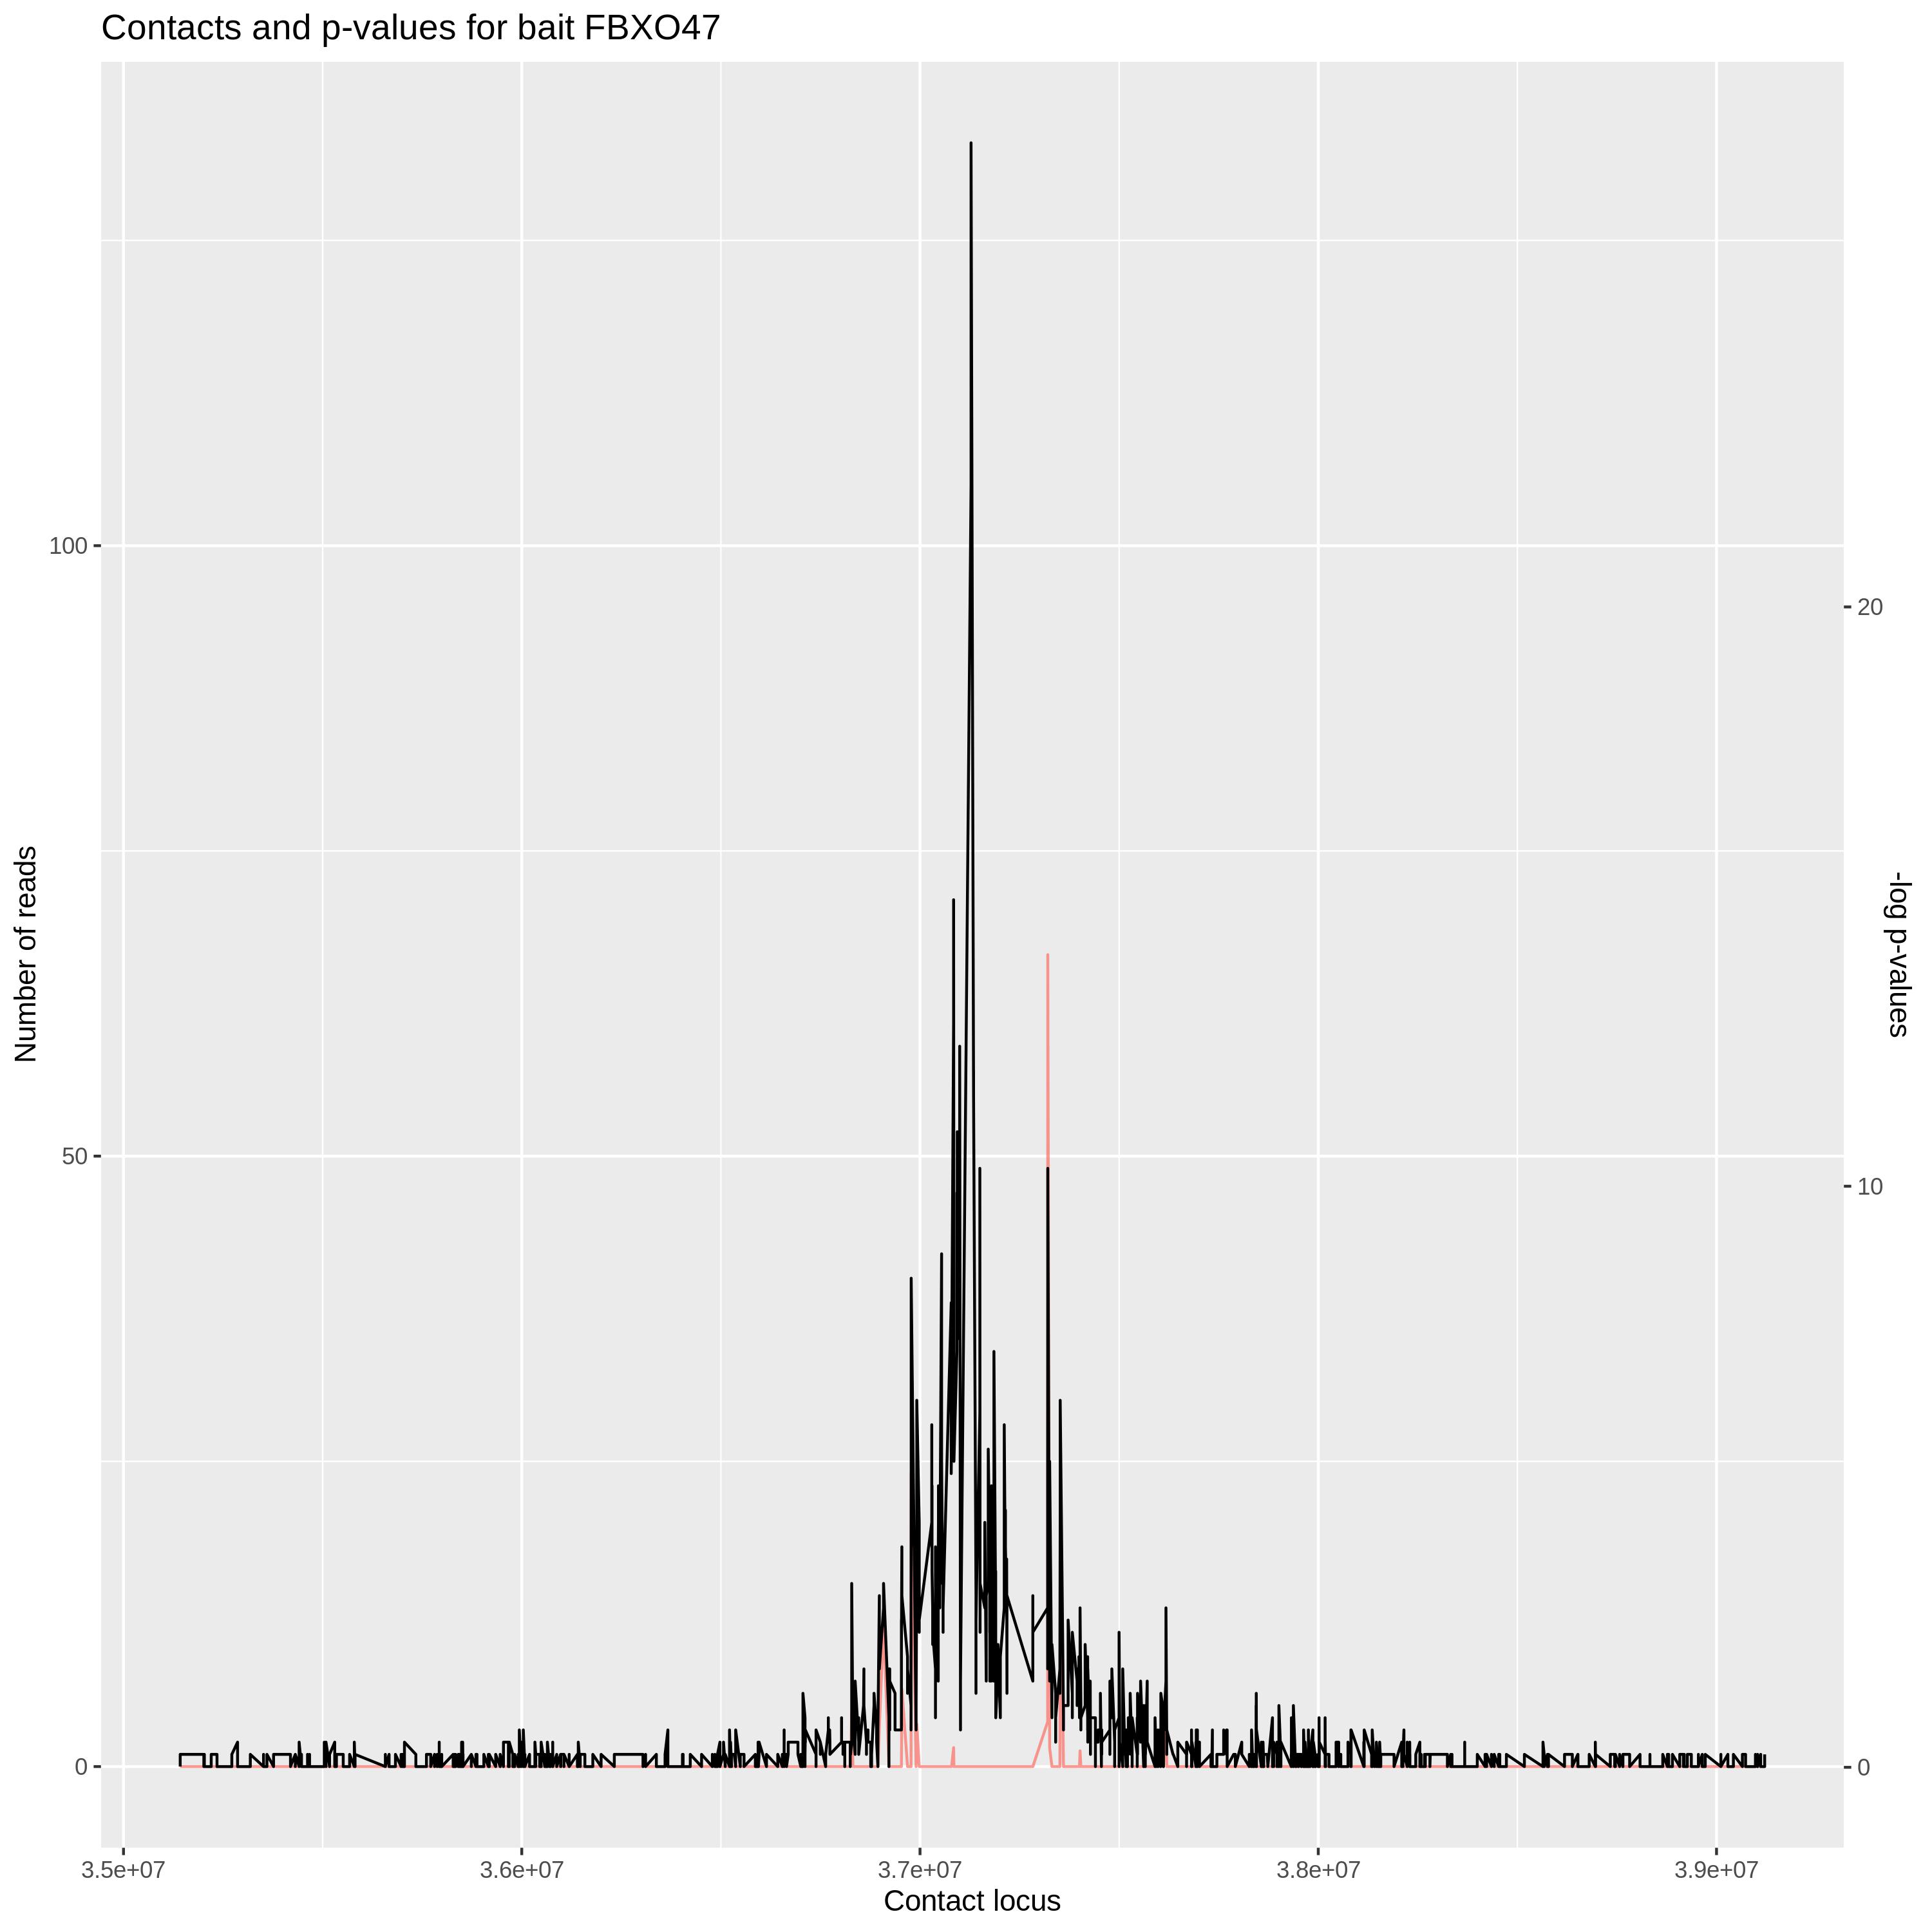 Contacts and p-values for bait FBXO47
Number of reads
100
50
0
20
10
0
-log p-values
3.5e+07
3.6e+07
3.7e+07
3.8e+07
3.9e+07
Contact locus